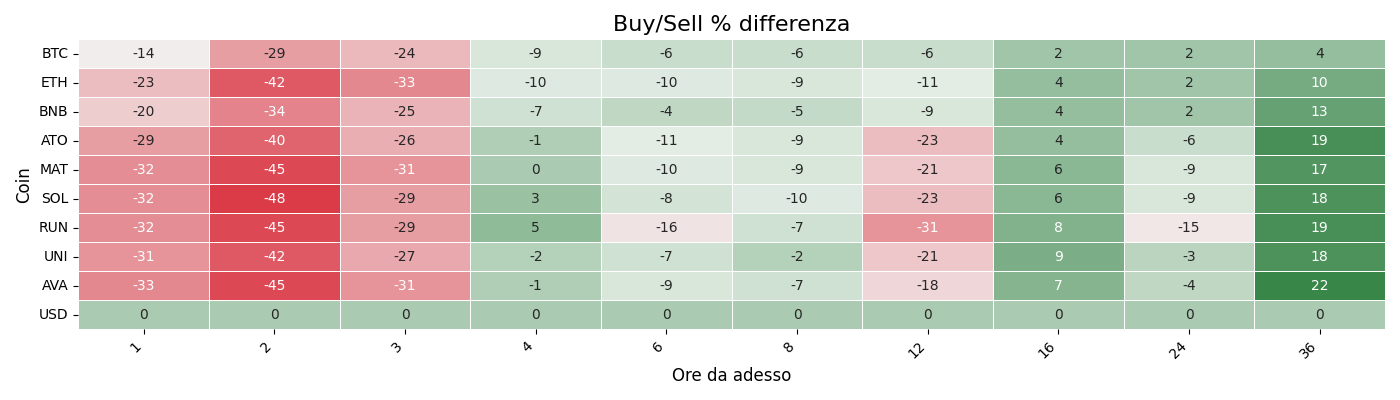 Buy/Sell % differenza
Coin
BTC -14 -29 -24 -9 -6 -6 -6 2 2 4
ETH -23 -42 -33 -10 -10 -9 -11 4 2 10
BNB -20 -34 -25 -7 -4 -5 -9 4 2 13
ATO -29 -40 -26 -1 -11 -9 -23 4 -6 19
MAT -32 -45 -31 0 -10 -9 -21 6 -9 17
SOL -32 -48 -29 3 -8 -10 -23 6 -9 18
RUN -32 -45 -29 5 -16 -7 -31 8 -15 19
UNI -31 -42 -27 -2 -7 -2 -21 9 -3 18
AVA -33 -45 -31 -1 -9 -7 -18 7 -4 22
USD 0 0 0 0 0 0 0 0 0 0
1 2 3 4 6 8 12 16 24 36
Ore da adesso